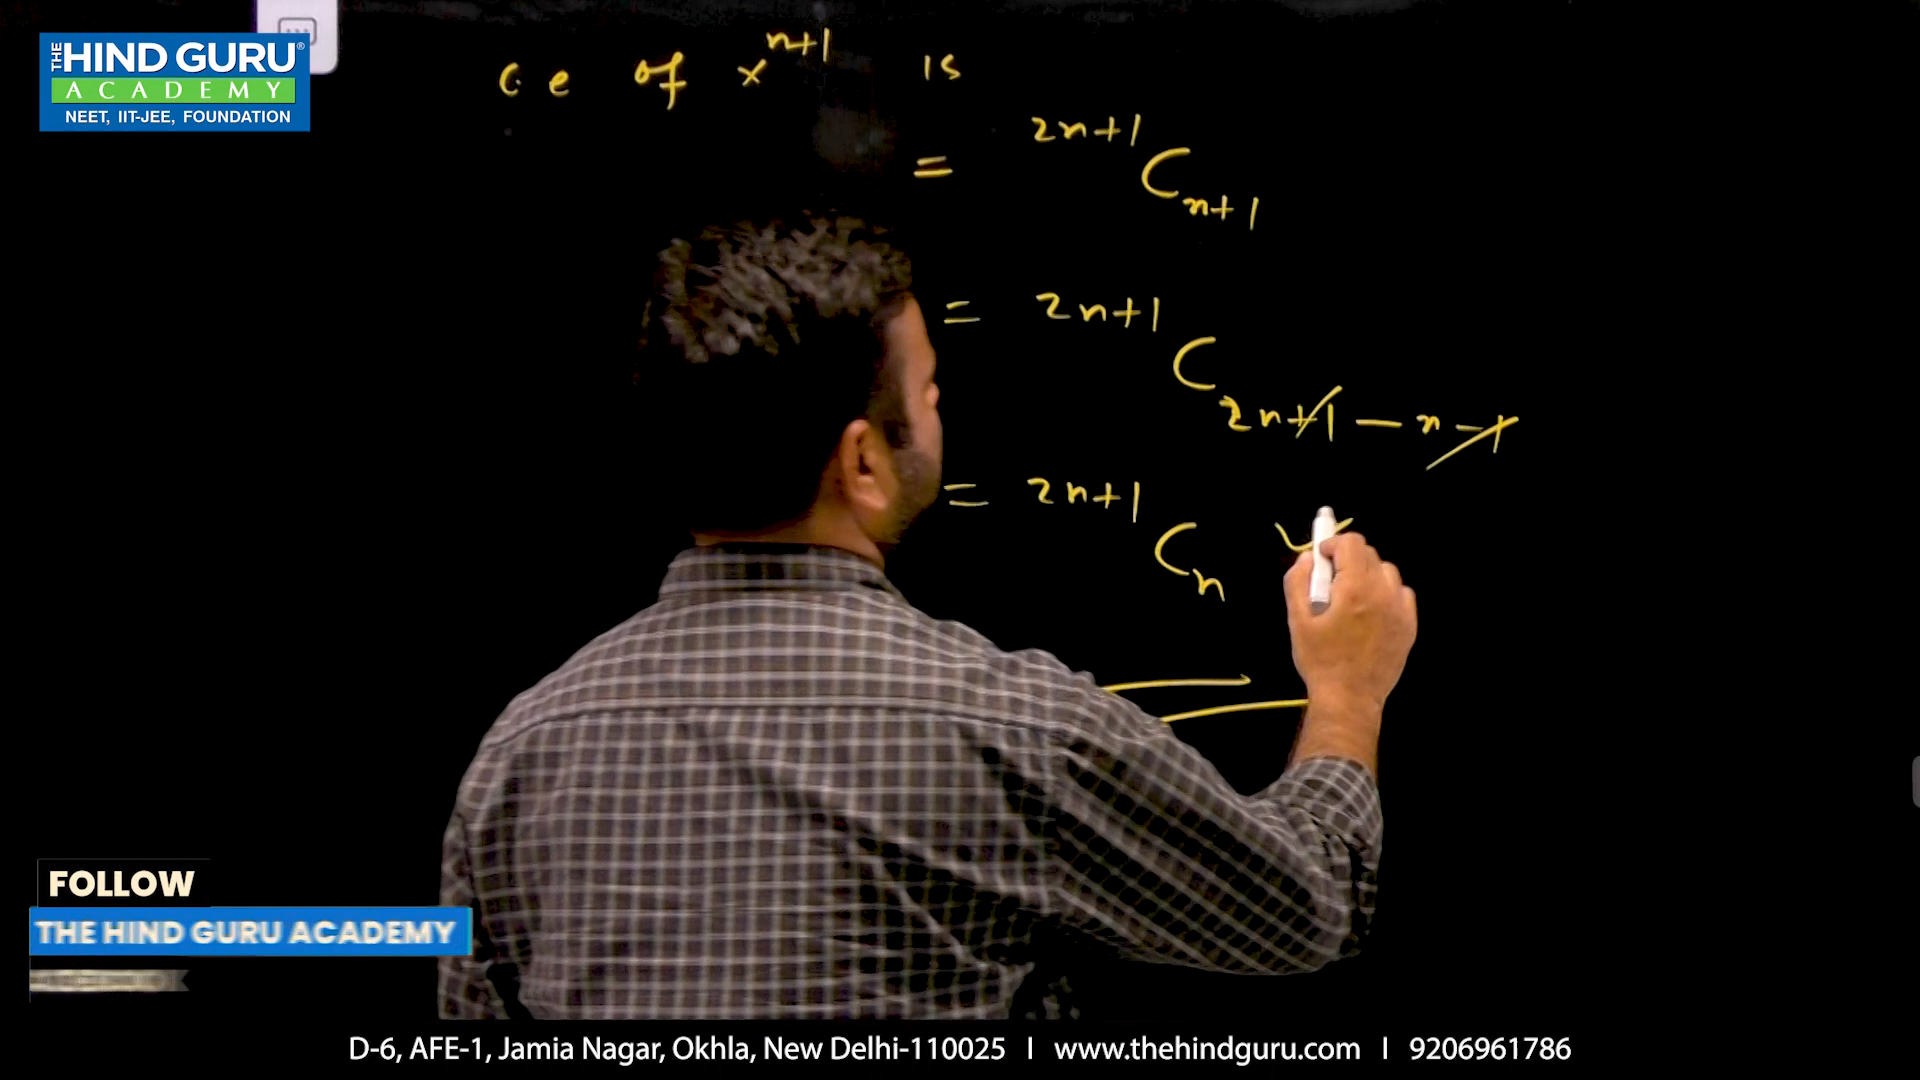 THE HIND GURU®
ACADEMY
NEET, IIT-JEE, FOUNDATION
C.e of x^{n+1} is
= ^{2n+1}C_{n+1}
= ^{2n+1}C_{2n+1-n-1}
= ^{2n+1}C_n
FOLLOW
THE HIND GURU ACADEMY
D-6, AFE-1, Jamia Nagar, Okhla, New Delhi-110025 | www.thehindguru.com | 9206961786